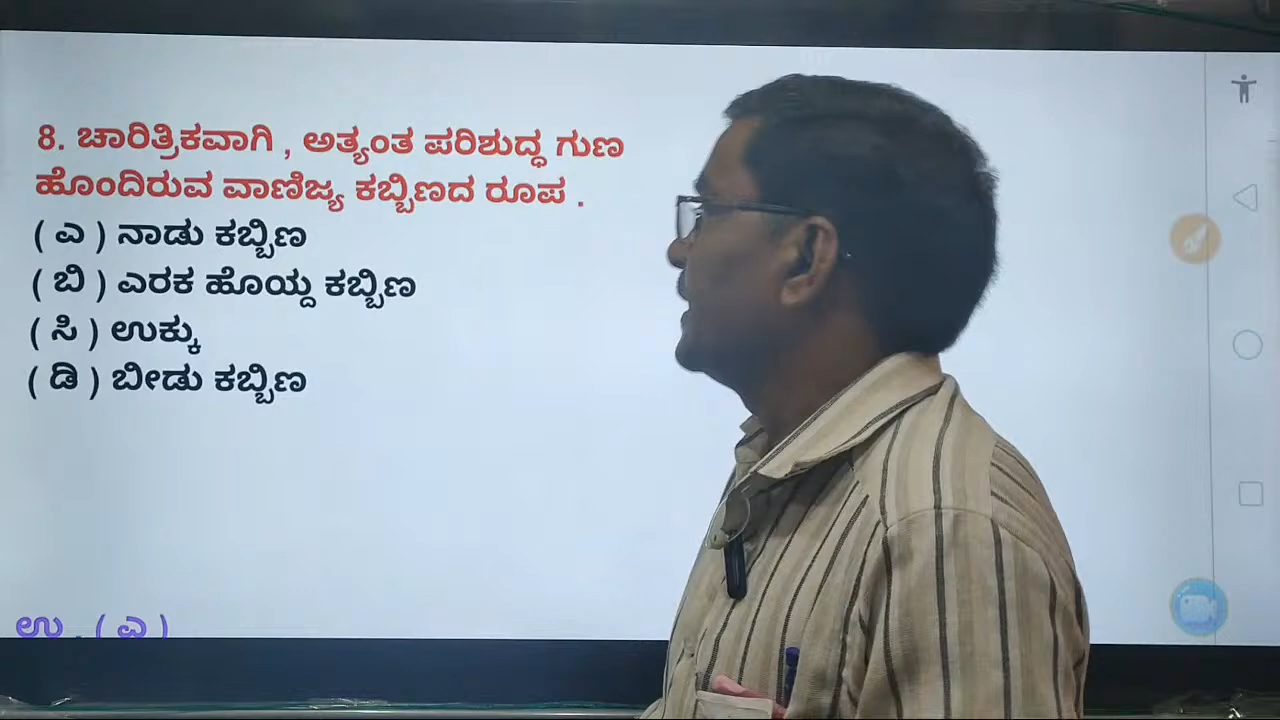 8. ಚಾರಿತ್ರಿಕವಾಗಿ , ಅತ್ಯಂತ ಪರಿಶುದ್ಧ ಗುಣ
ಹೊಂದಿರುವ ವಾಣಿಜ್ಯ ಕಬ್ಬಿಣದ ರೂಪ .
( ಎ ) ನಾಡು ಕಬ್ಬಿಣ
( ಬಿ ) ಎರಕ ಹೊಯ್ದ ಕಬ್ಬಿಣ
( ಸಿ ) ಉಕ್ಕು
( ಡಿ ) ಬೀಡು ಕಬ್ಬಿಣ
ಉ . ( ಎ )